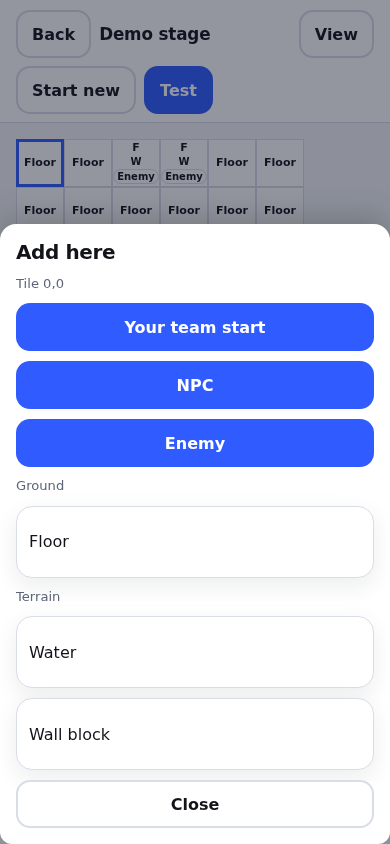 Back Demo stage View
Start new Test
Floor Floor F W Enemy F W Enemy Floor Floor
Floor Floor Floor Floor Floor Floor
Add here
Tile 0,0
Your team start
NPC
Enemy
Ground
Floor
Terrain
Water
Wall block
Close